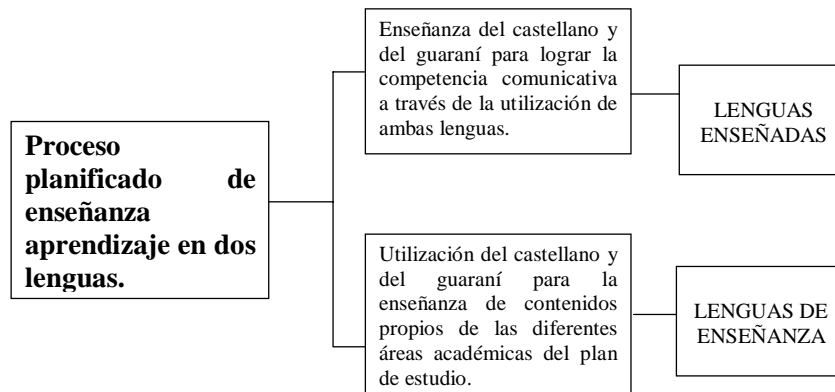 Proceso
planificado de
enseñanza
aprendizaje en dos
lenguas.
Enseñanza del castellano y
del guaraní para lograr la
competencia comunicativa
a través de la utilización de
ambas lenguas.
LENGUAS
ENSEÑADAS
Utilización del castellano y
del guaraní para la
enseñanza de contenidos
propios de las diferentes
áreas académicas del plan
de estudio.
LENGUAS DE
ENSEÑANZA